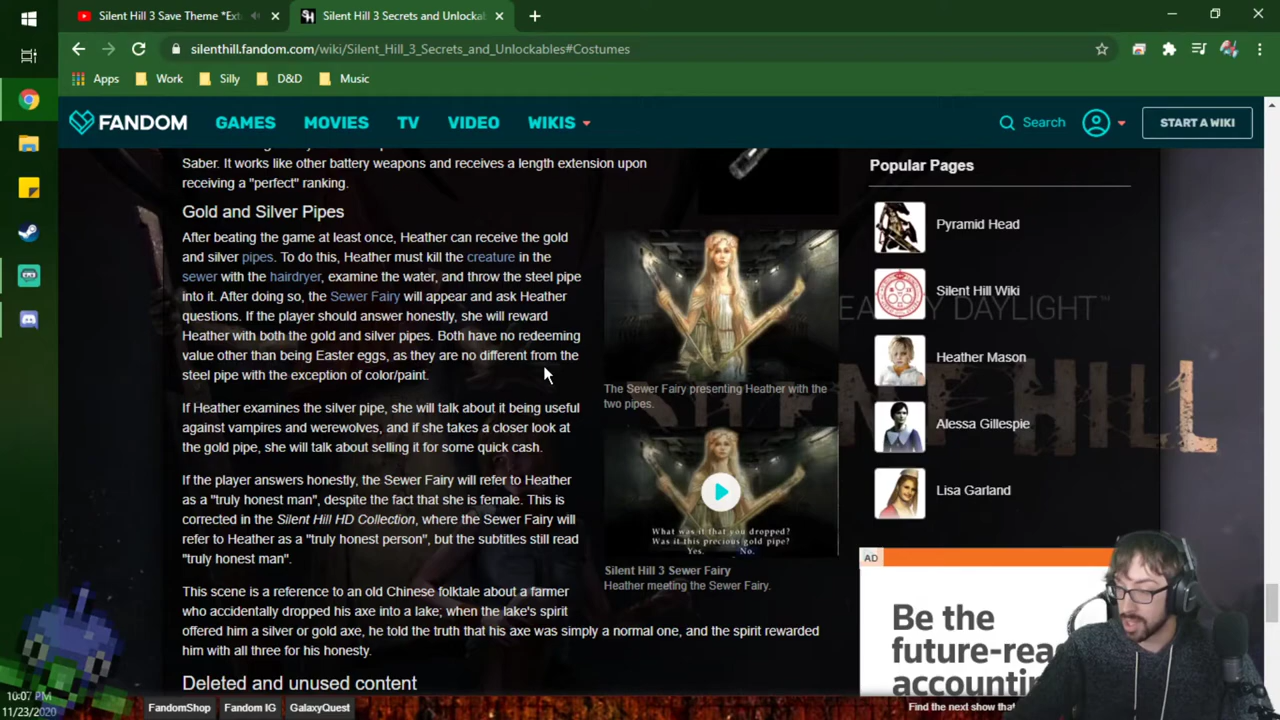 Silent Hill 3 Save Theme *Ext
Silent Hill 3 Secrets and Unlockab
silenthill.fandom.com/wiki/Silent_Hill_3_Secrets_and_Unlockables#Costumes
Apps Work Silly D&D Music
FANDOM GAMES MOVIES TV VIDEO WIKIS Search START A WIKI
Saber. It works like other battery weapons and receives a length extension upon
receiving a "perfect" ranking.
Gold and Silver Pipes
After beating the game at least once, Heather can receive the gold
and silver pipes. To do this, Heather must kill the creature in the
sewer with the hairdryer, examine the water, and throw the steel pipe
into it. After doing so, the Sewer Fairy will appear and ask Heather
questions. If the player should answer honestly, she will reward
Heather with both the gold and silver pipes. Both have no redeeming
value other than being Easter eggs, as they are no different from the
steel pipe with the exception of color/paint.
If Heather examines the silver pipe, she will talk about it being useful
against vampires and werewolves, and if she takes a closer look at
the gold pipe, she will talk about selling it for some quick cash.
If the player answers honestly, the Sewer Fairy will refer to Heather
as a "truly honest man", despite the fact that she is female. This is
corrected in the Silent Hill HD Collection, where the Sewer Fairy will
refer to Heather as a "truly honest person", but the subtitles still read
"truly honest man".
This scene is a reference to an old Chinese folktale about a farmer
who accidentally dropped his axe into a lake; when the lake's spirit
offered him a silver or gold axe, he told the truth that his axe was simply a normal one, and the spirit rewarded
him with all three for his honesty.
Deleted and unused content
The Sewer Fairy presenting Heather with the
two pipes.
What was it that you dropped?
Was it this precious gold pipe?
Yes. No.
Silent Hill 3 Sewer Fairy
Heather meeting the Sewer Fairy.
Popular Pages
Pyramid Head
Silent Hill Wiki
Heather Mason
Alessa Gillespie
Lisa Garland
DAYLIGHT™
SILENT HILL
AD
Be the
future-rea
accountin
Find the next show that
FandomShop Fandom IG GalaxyQuest
10:07 PM
11/23/2020